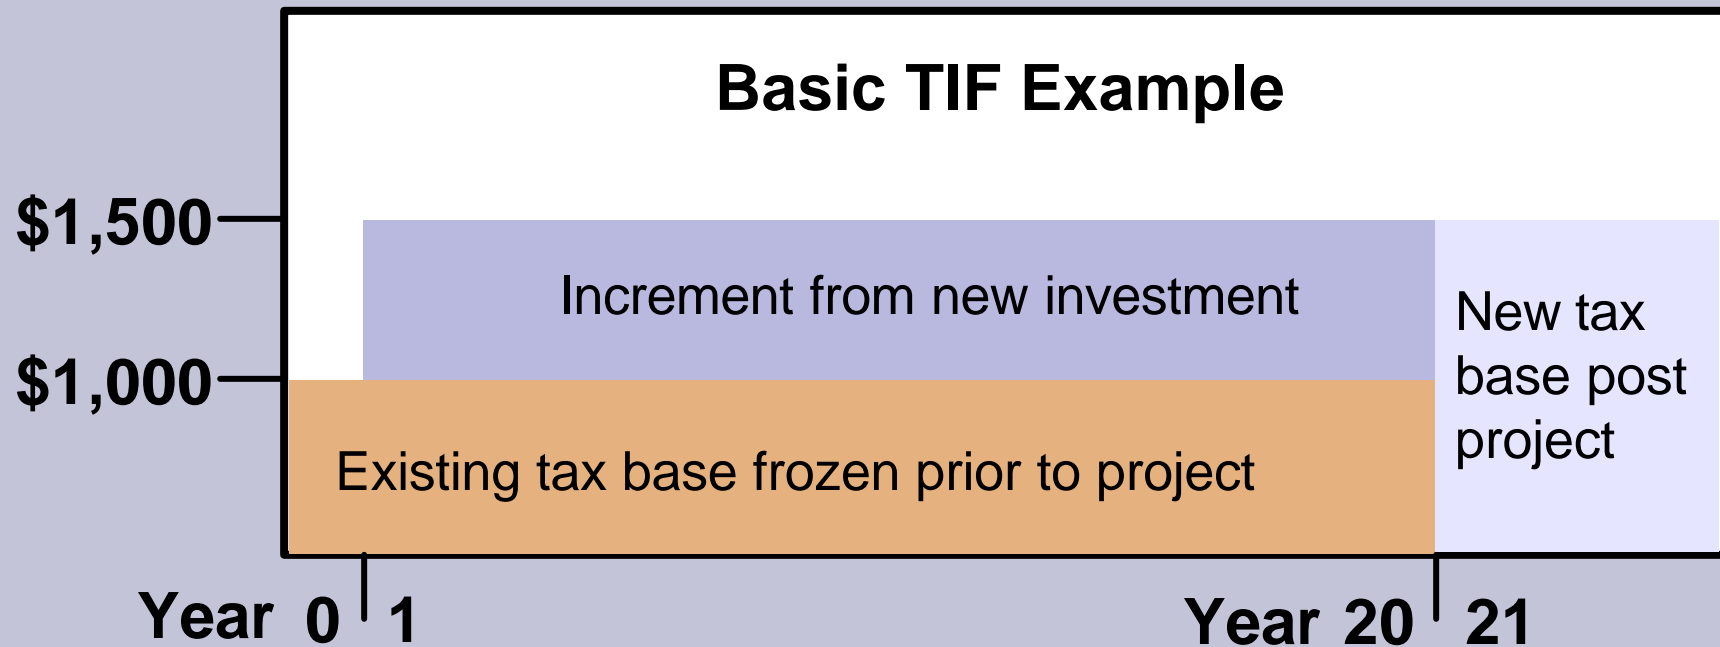 Basic TIF Example
$1,500
Increment from new investment
New tax
base post
project
$1,000
Existing tax base frozen prior to project
Year 0 1
Year 20 21